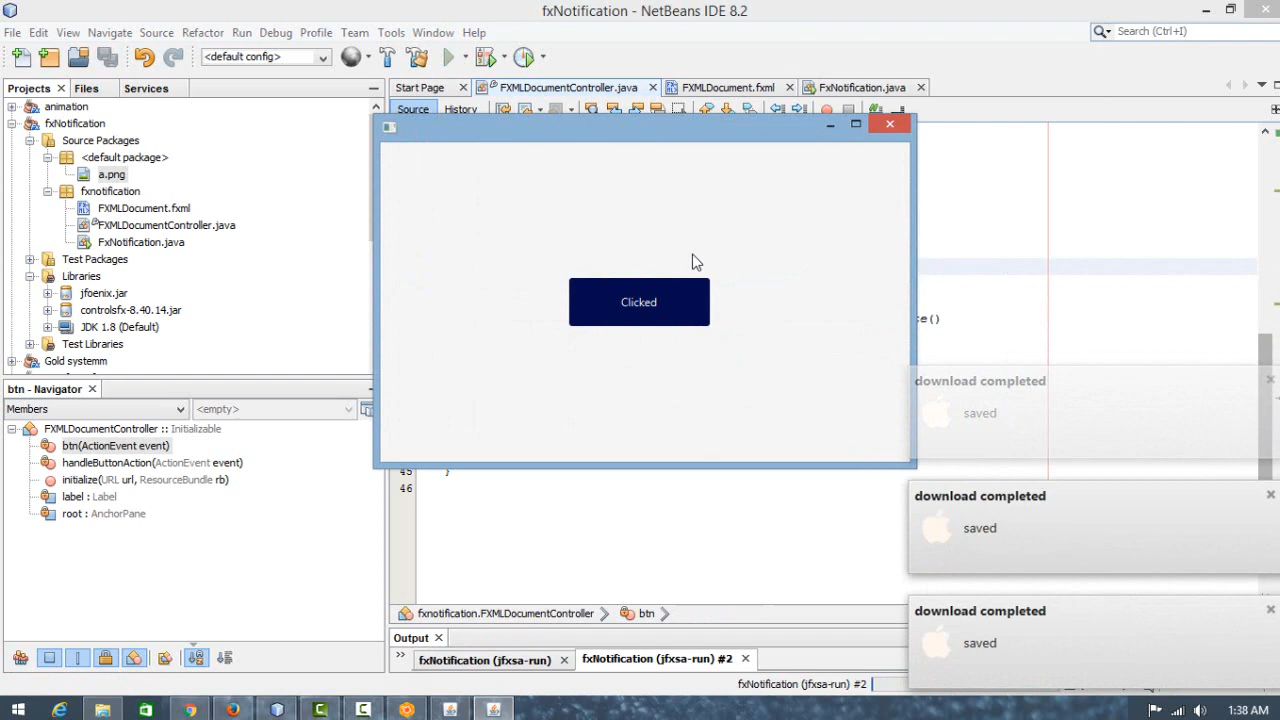 fxNotification - NetBeans IDE 8.2
File Edit View Navigate Source Refactor Run Debug Profile Team Tools Window Help
Search (Ctrl+I)
<default config>
Projects Files Services
Start Page FXMLDocumentController.java FXMLDocument.fxml FxNotification.java
Source History
animation
fxNotification
Source Packages
<default package>
a.png
fxnotification
FXMLDocument.fxml
FXMLDocumentController.java
FxNotification.java
Test Packages
Libraries
jfoenix.jar
controlsfx-8.40.14.jar
JDK 1.8 (Default)
Test Libraries
Gold systemm
Clicked
e()
btn - Navigator
Members
<empty>
FXMLDocumentController :: Initializable
btn(ActionEvent event)
handleButtonAction(ActionEvent event)
initialize(URL url, ResourceBundle rb)
label : Label
root : AnchorPane
45 }
46
download completed
saved
download completed
saved
download completed
saved
fxnotification.FXMLDocumentController btn
Output
fxNotification (jfxsa-run) fxNotification (jfxsa-run) #2
fxNotification (jfxsa-run) #2
1:38 AM